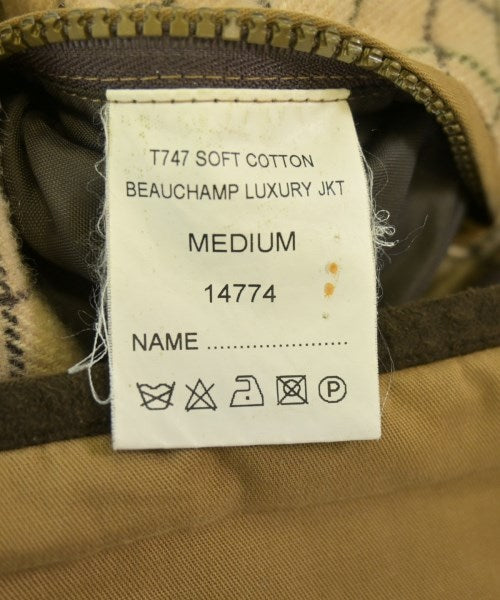 T747 SOFT COTTON
BEAUCHAMP LUXURY JKT
MEDIUM
14774
NAME .....................
P